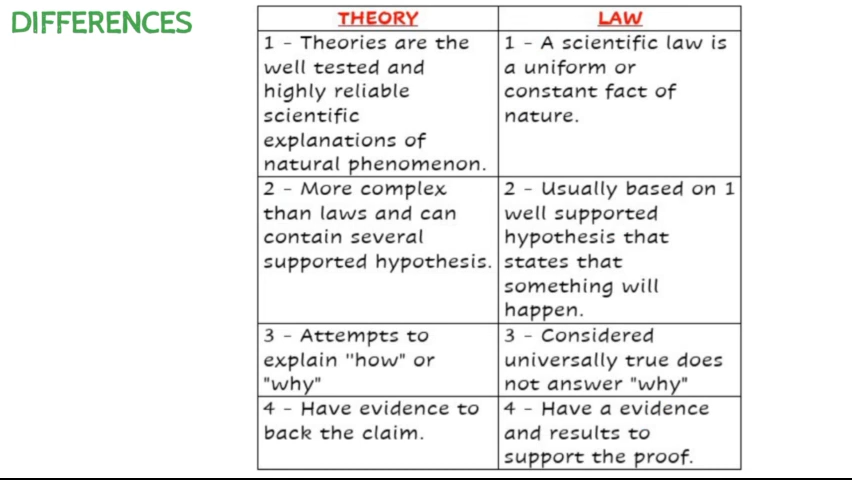 DIFFERENCES
THEORY
LAW
1 - Theories are the
well tested and
highly reliable
scientific
explanations of
natural phenomenon.
1 - A scientific law is
a uniform or
constant fact of
nature.
2 - More complex
than laws and can
contain several
supported hypothesis.
2 - Usually based on 1
well supported
hypothesis that
states that
something will
happen.
3 - Attempts to
explain "how" or
"why"
3 - Considered
universally true does
not answer "why"
4 - Have evidence to
back the claim.
4 - Have a evidence
and results to
support the proof.